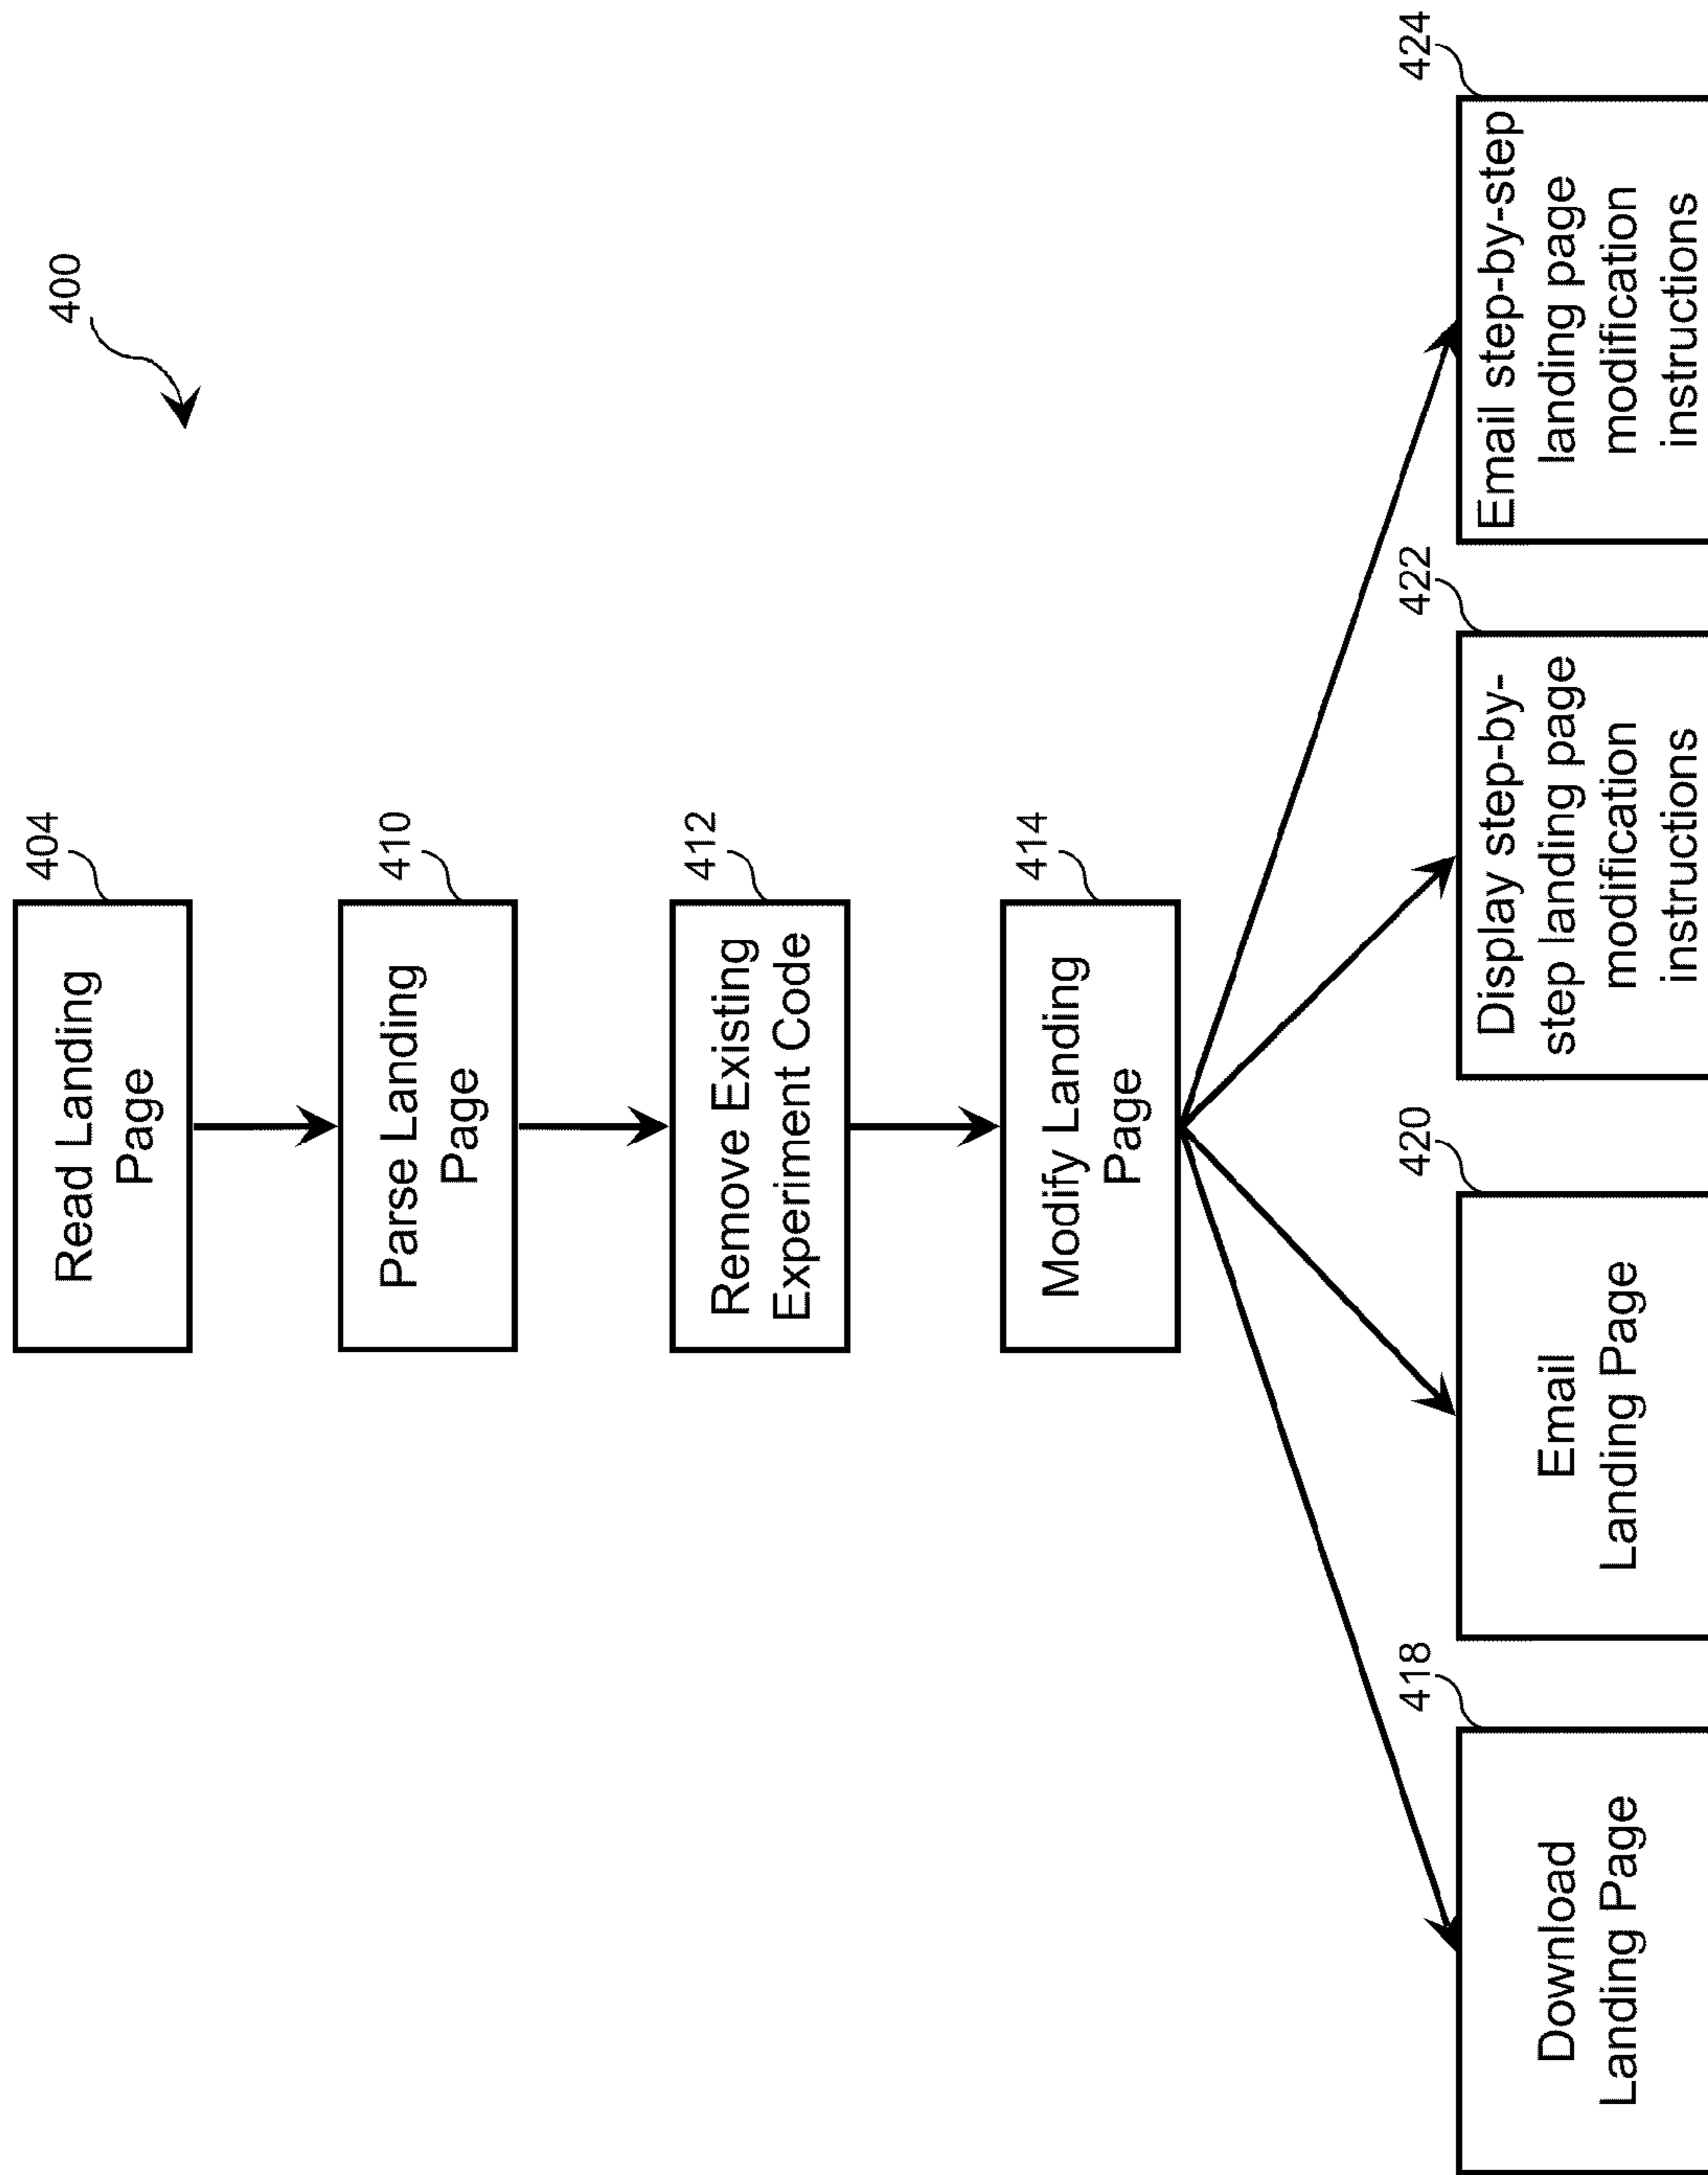 400
404
Read Landing
Page
410
Parse Landing
Page
412
Remove Existing
Experiment Code
414
Modify Landing
Page
418
Download
Landing Page
420
Email
Landing Page
422
Display step-by-
step landing page
modification
instructions
424
Email step-by-step
landing page
modification
instructions